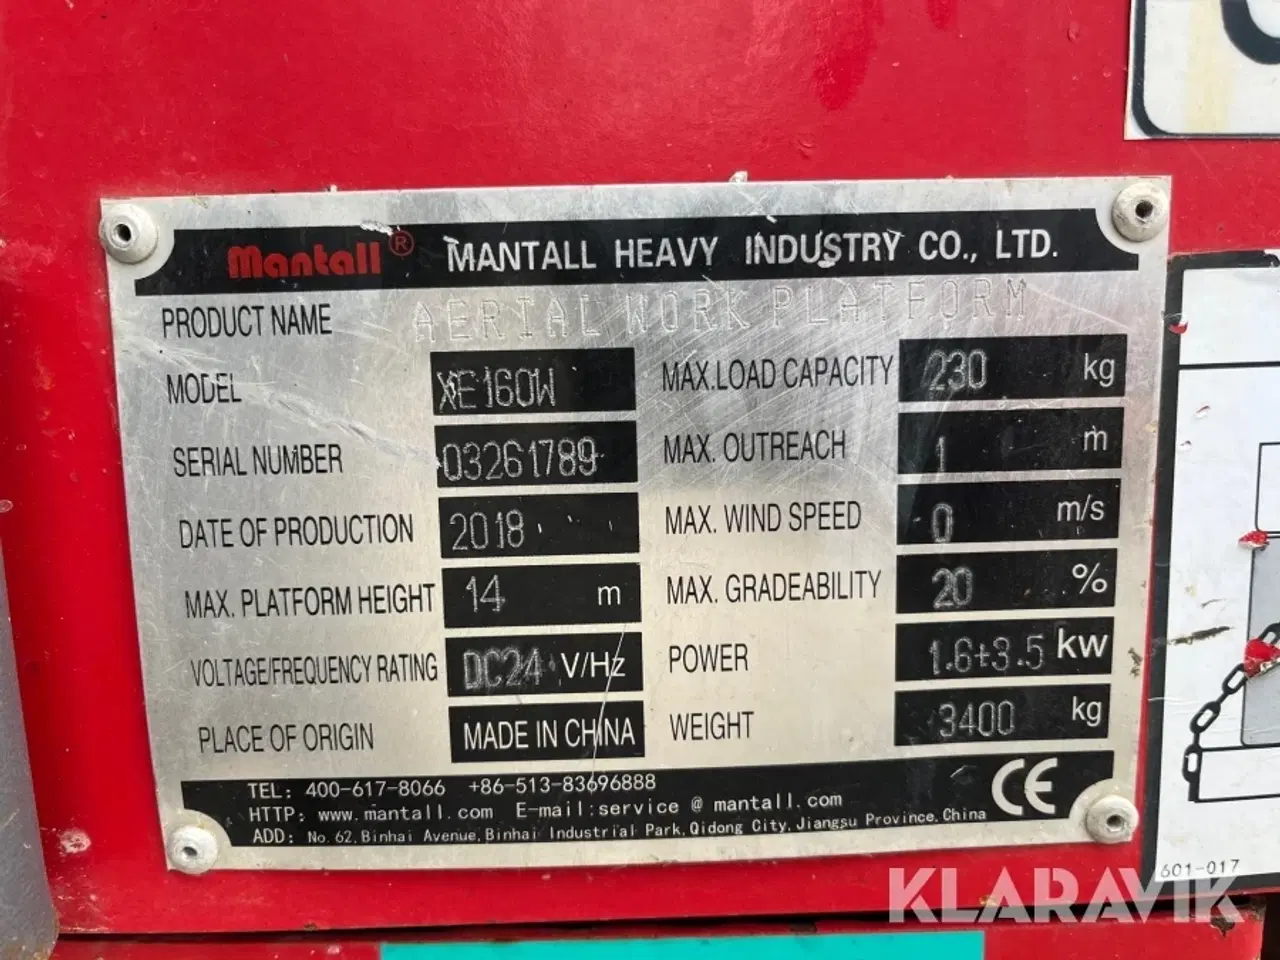 Mantall® MANTALL HEAVY INDUSTRY CO., LTD.
PRODUCT NAME AERIAL WORK PLATFORM
MODEL XE160W MAX.LOAD CAPACITY 230 kg
SERIAL NUMBER 03261789 MAX. OUTREACH 1 m
DATE OF PRODUCTION 2018 MAX. WIND SPEED 0 m/s
MAX. PLATFORM HEIGHT 14 m MAX. GRADEABILITY 20 %
VOLTAGE/FREQUENCY RATING DC24 V/Hz POWER 1.6+3.5 kw
PLACE OF ORIGIN MADE IN CHINA WEIGHT 3400 kg
TEL: 400-617-8066 +86-513-83696888
HTTP: www.mantall.com E-mail:service @ mantall.com
ADD: No.62,Binhai Avenue,Binhai Industrial Park,Qidong City,Jiangsu Province,China
CE
601-017
KLARAVIK